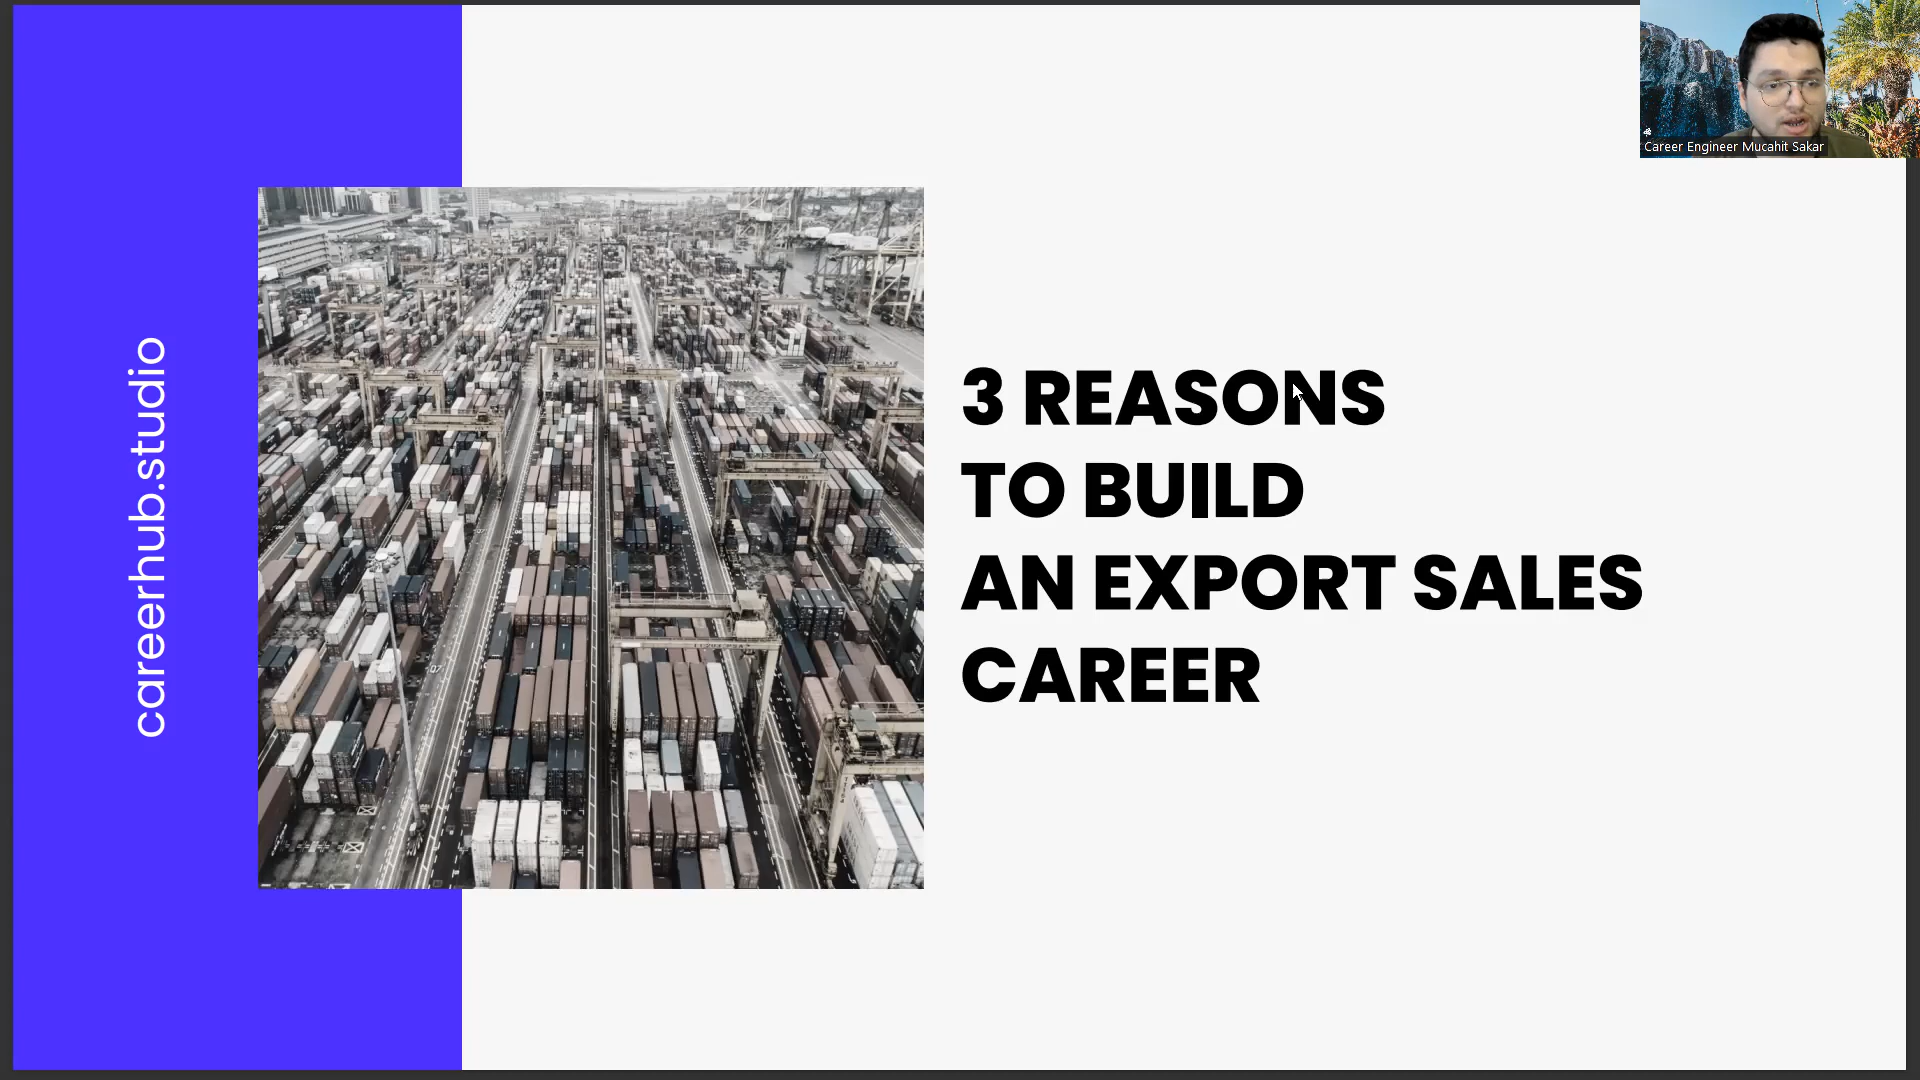 careerhub.studio
3 REASONS
TO BUILD
AN EXPORT SALES
CAREER
Career Engineer Mucahit Sakar